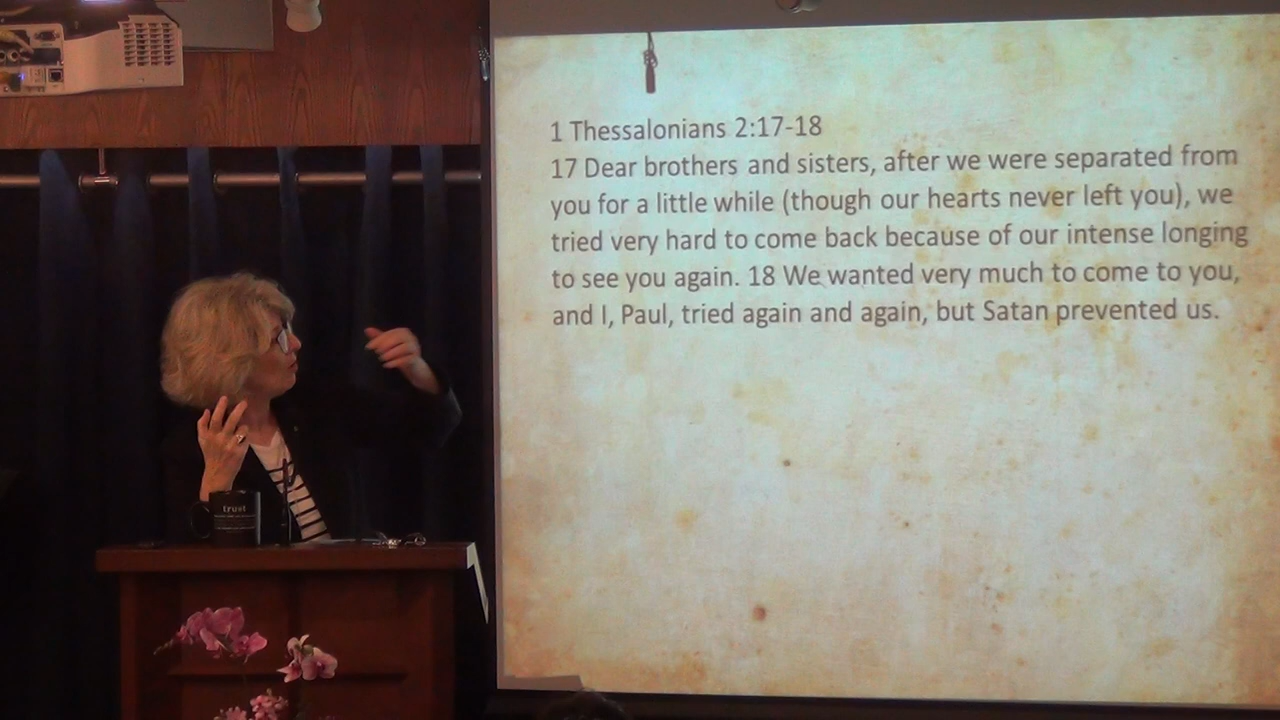 1 Thessalonians 2:17-18
17 Dear brothers and sisters, after we were separated from
you for a little while (though our hearts never left you), we
tried very hard to come back because of our intense longing
to see you again. 18 We wanted very much to come to you,
and I, Paul, tried again and again, but Satan prevented us.
trust